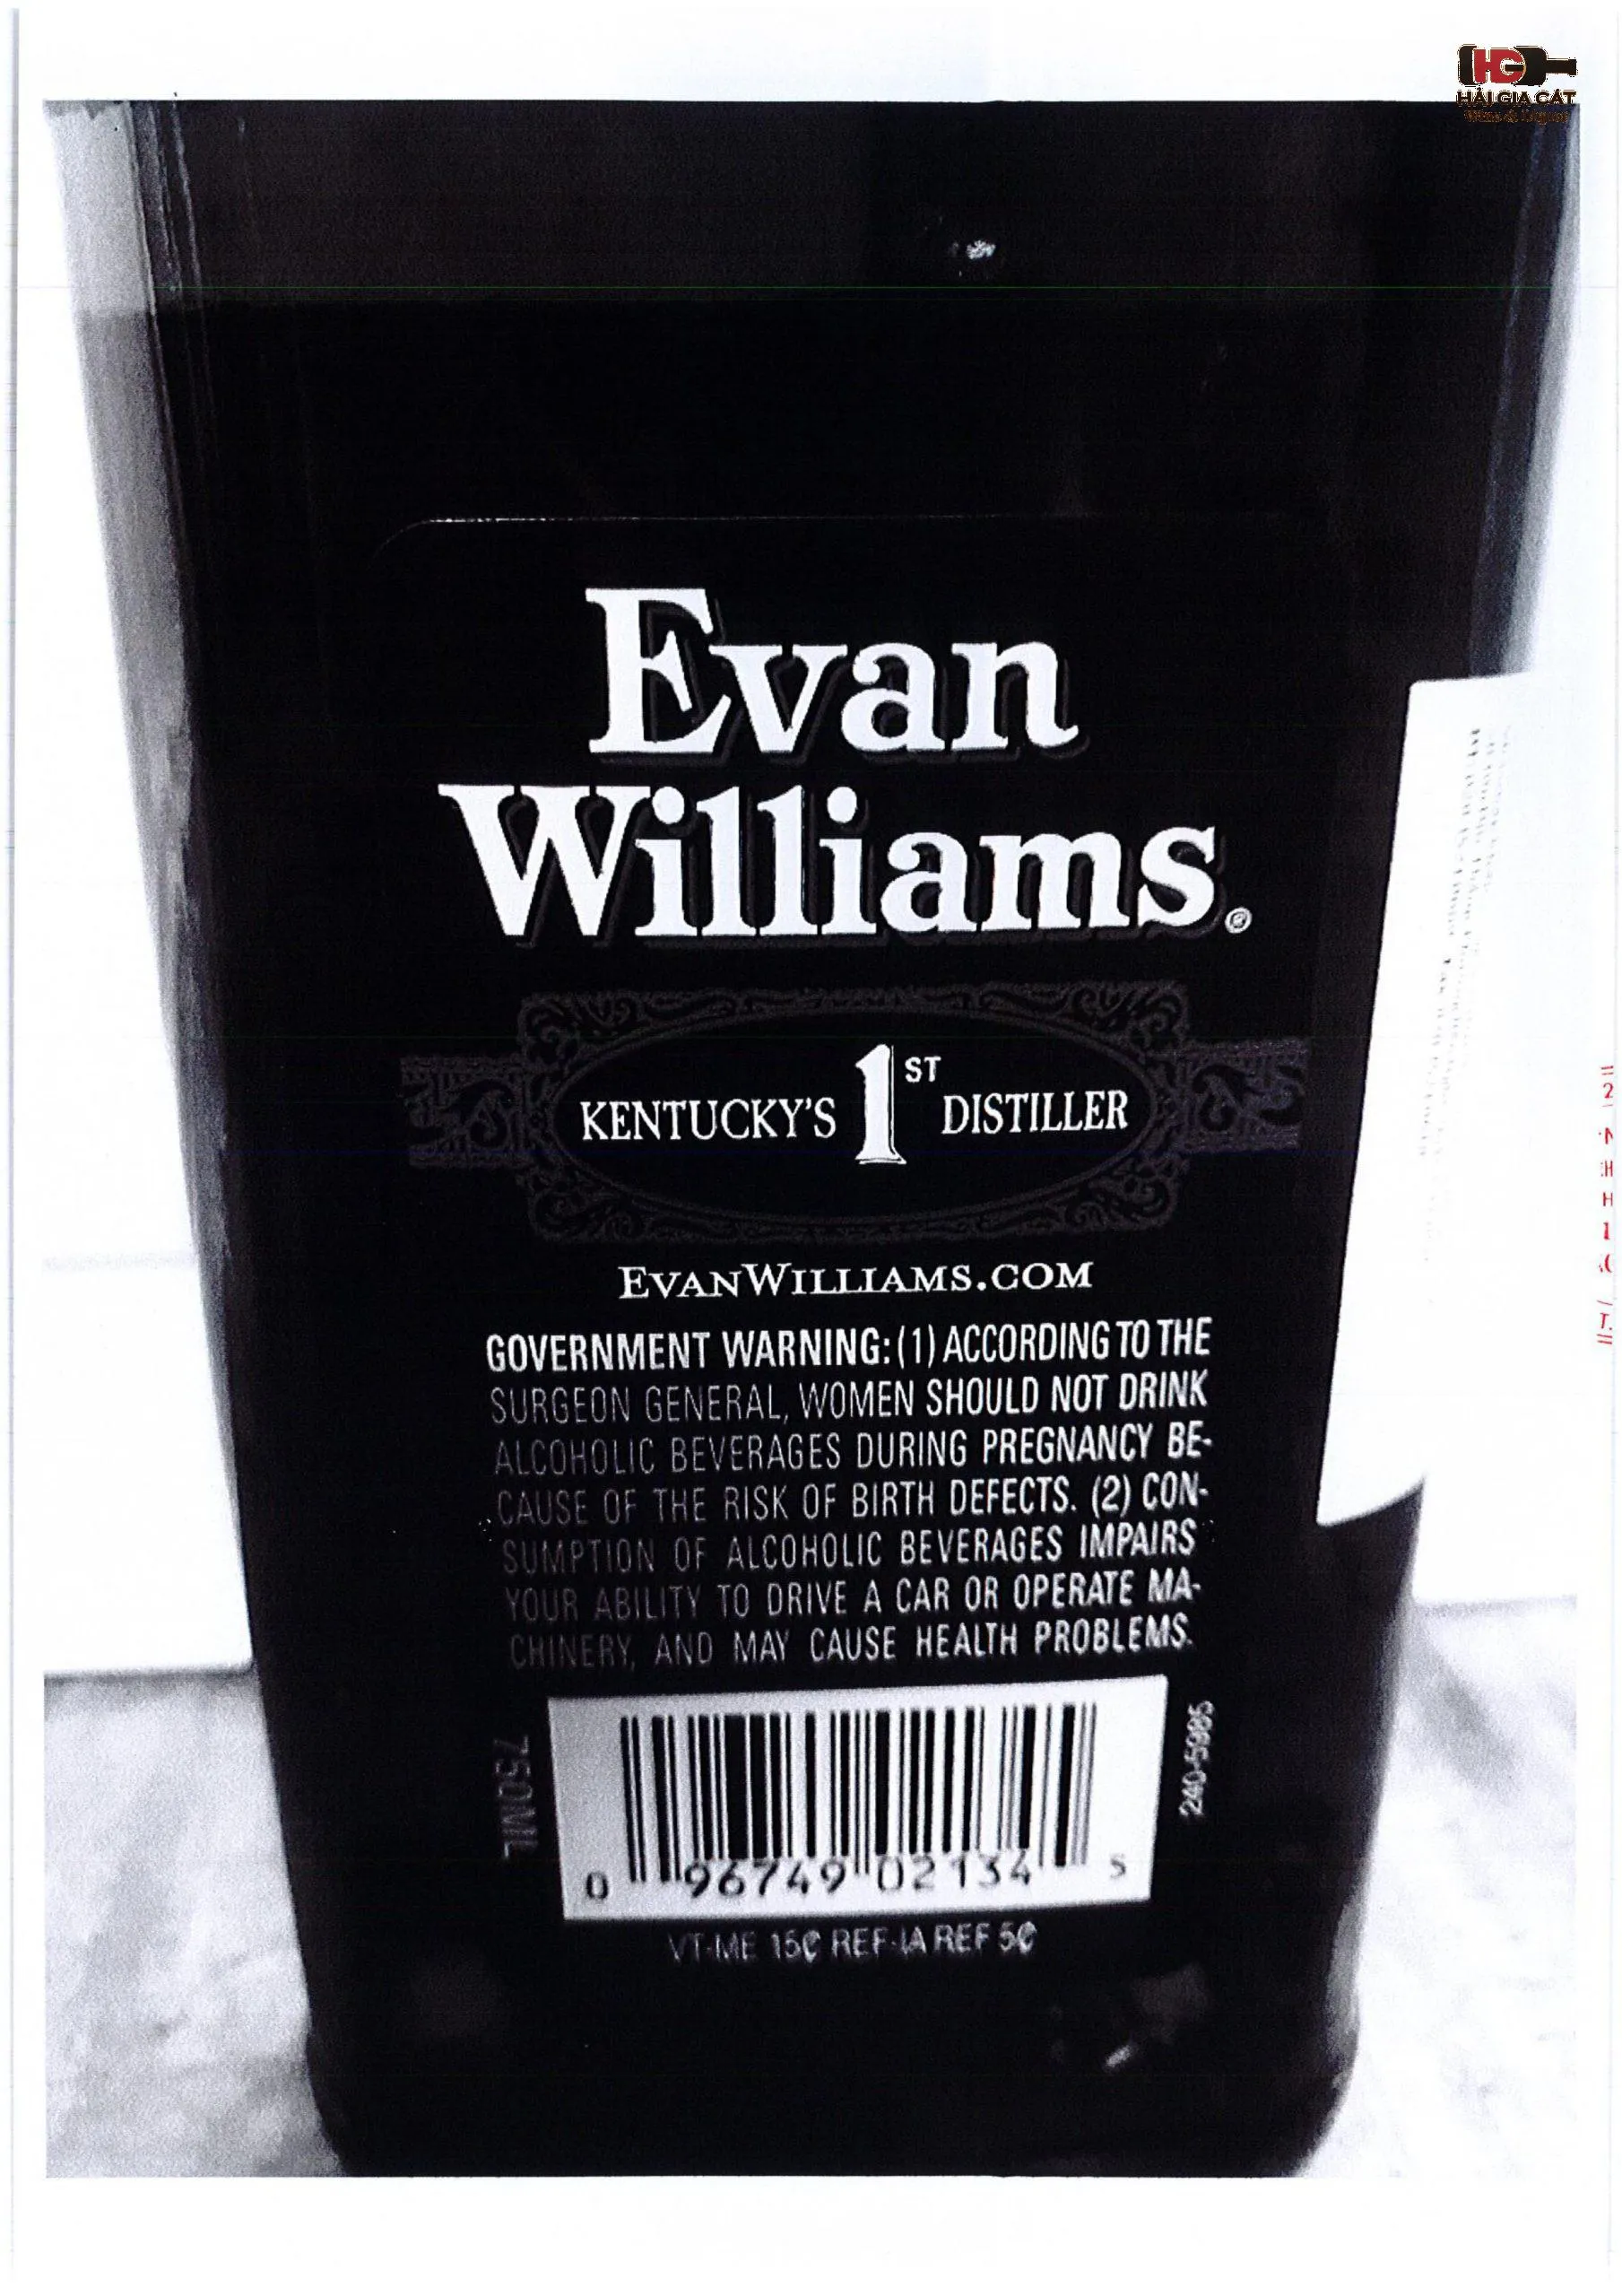 HG
HẢI GIA CÁT
Evan
Williams®
KENTUCKY'S 1ST DISTILLER
EVANWILLIAMS.COM
GOVERNMENT WARNING: (1) ACCORDING TO THE
SURGEON GENERAL, WOMEN SHOULD NOT DRINK
ALCOHOLIC BEVERAGES DURING PREGNANCY BE-
CAUSE OF THE RISK OF BIRTH DEFECTS. (2) CON-
SUMPTION OF ALCOHOLIC BEVERAGES IMPAIRS
YOUR ABILITY TO DRIVE A CAR OR OPERATE MA-
CHINERY, AND MAY CAUSE HEALTH PROBLEMS.
750ML
240-5985
0 96749 02134 5
VT-ME 15¢ REF-IA REF 5¢